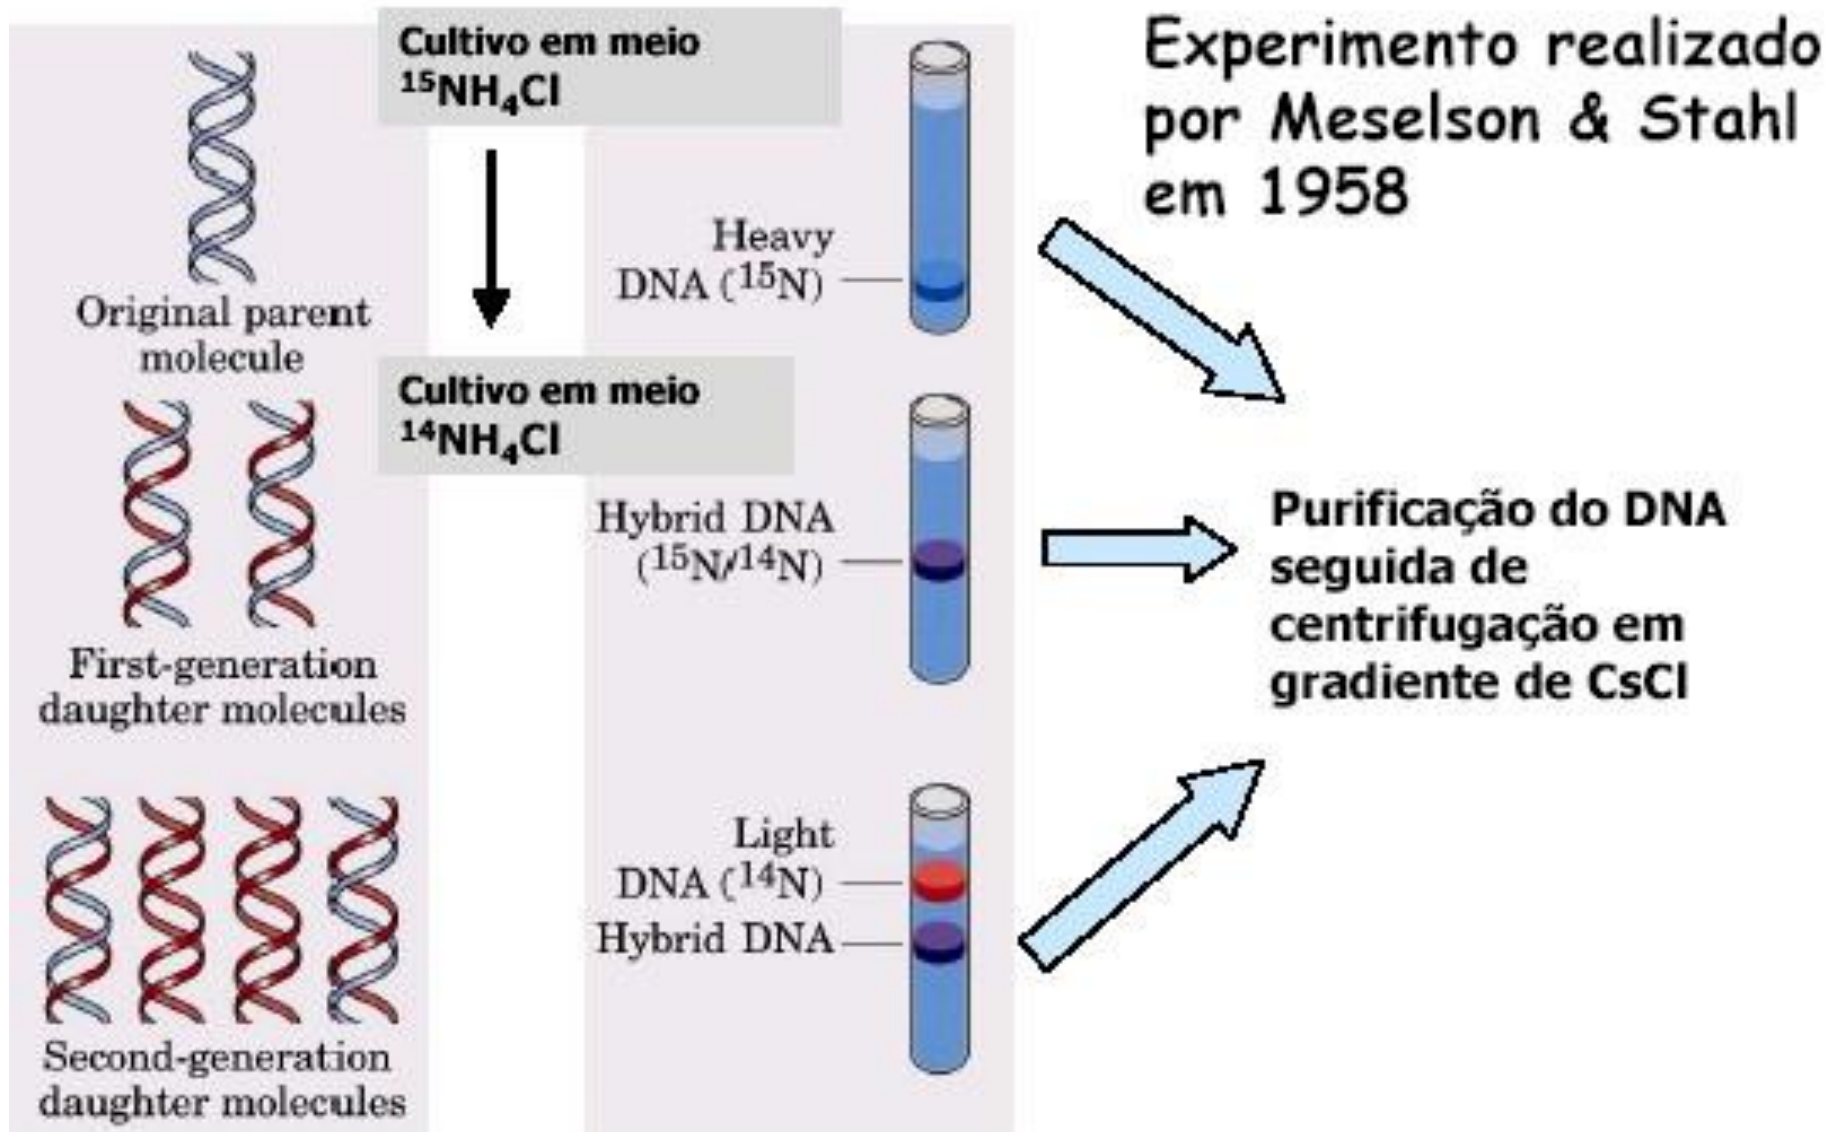 Cultivo em meio
¹⁵NH₄Cl
Experimento realizado
por Meselson & Stahl
em 1958
Heavy
DNA (¹⁵N)
Original parent
molecule
Cultivo em meio
¹⁴NH₄Cl
Hybrid DNA
(¹⁵N/¹⁴N)
Purificação do DNA
seguida de
centrifugação em
gradiente de CsCl
First-generation
daughter molecules
Light
DNA (¹⁴N)
Hybrid DNA
Second-generation
daughter molecules